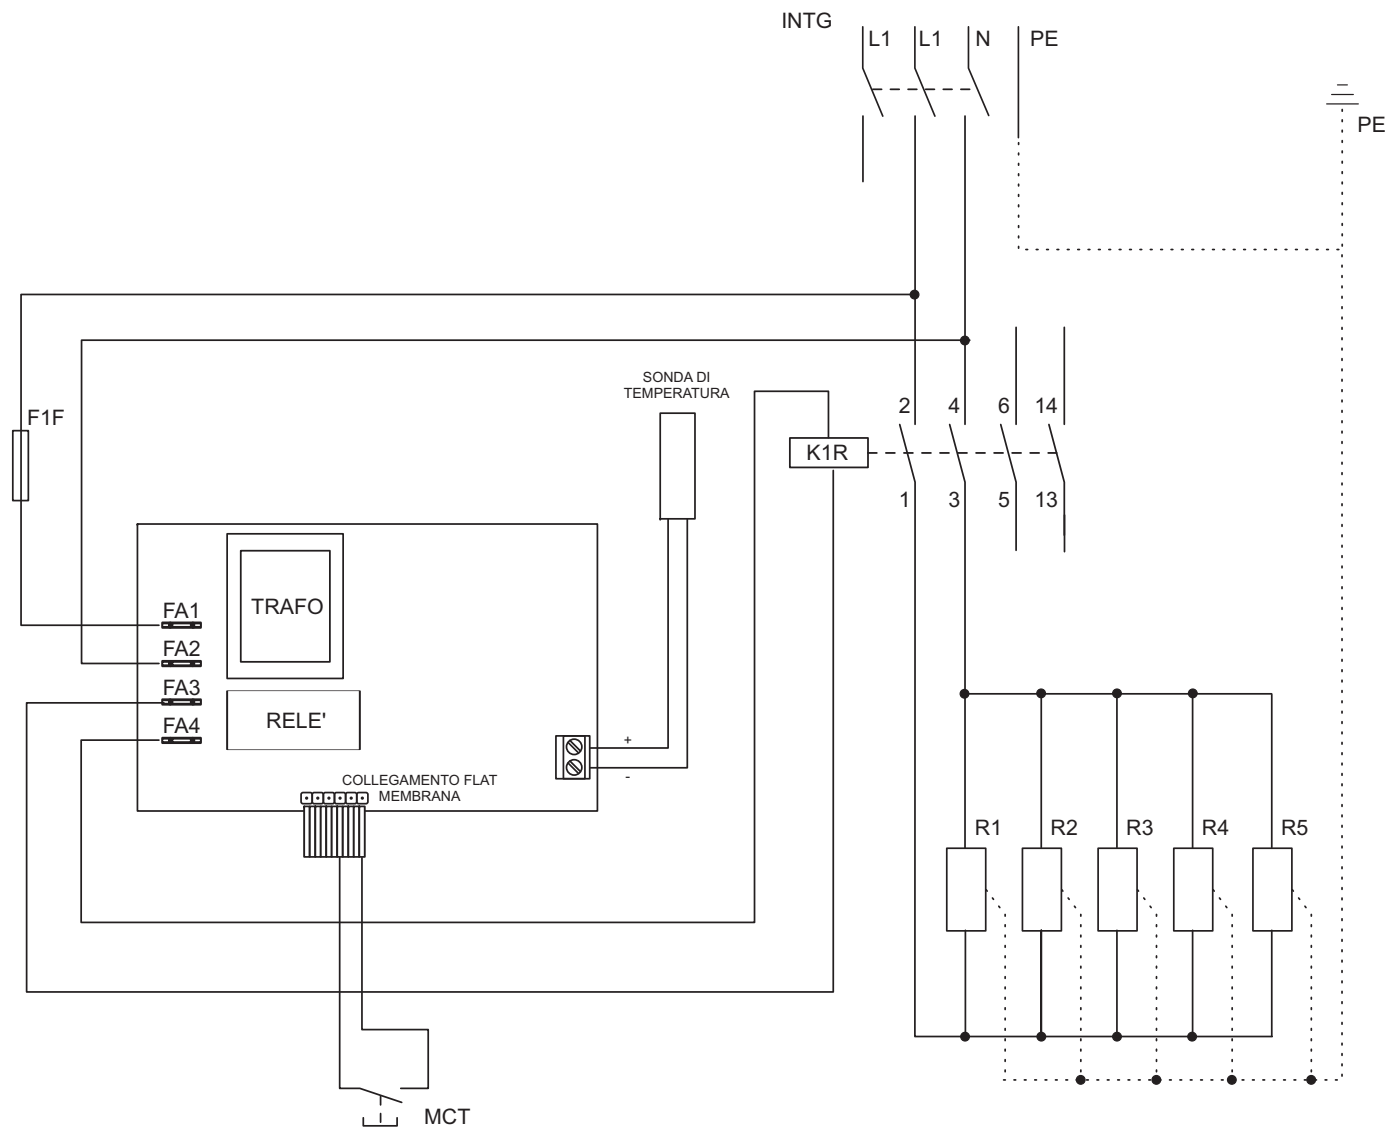 INTG
L1 L1 N PE
PE
SONDA DI
TEMPERATURA
F1F
2 4 6 14
K1R
1 3 5 13
TRAFO
FA1
FA2
FA3
FA4
RELE'
+
-
COLLEGAMENTO FLAT
MEMBRANA
R1 R2 R3 R4 R5
MCT